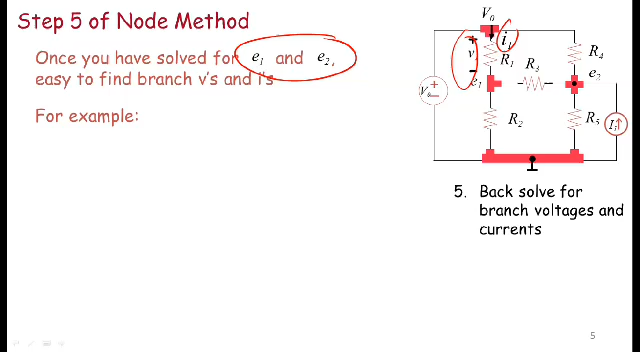 Step 5 of Node Method
Once you have solved for e1 and e2,
easy to find branch v's and i's
For example:
V0
i1
+
v
-
R1
R3
R4
e1
e2
V0
+
-
R2
R5
I1↑
5. Back solve for
branch voltages and
currents
5